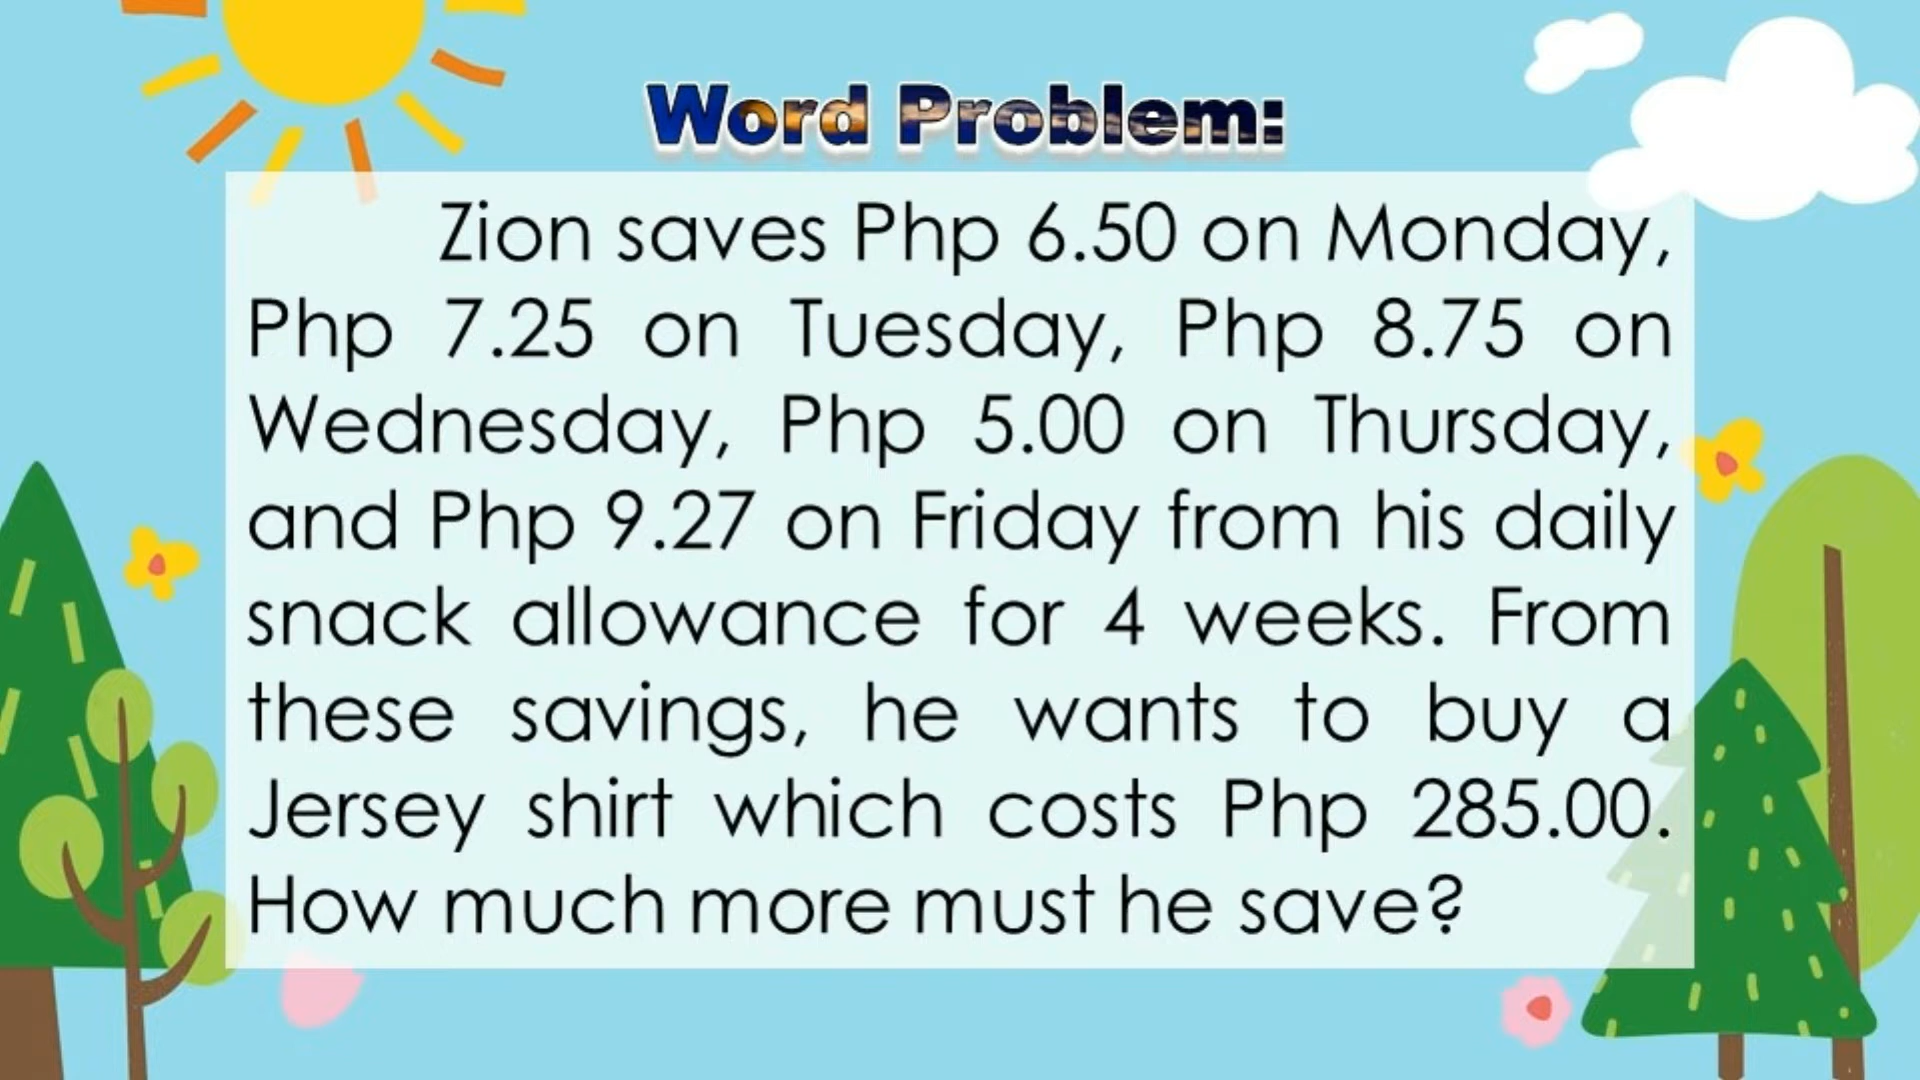 Word Problem:
Zion saves Php 6.50 on Monday,
Php 7.25 on Tuesday, Php 8.75 on
Wednesday, Php 5.00 on Thursday,
and Php 9.27 on Friday from his daily
snack allowance for 4 weeks. From
these savings, he wants to buy a
Jersey shirt which costs Php 285.00.
How much more must he save?